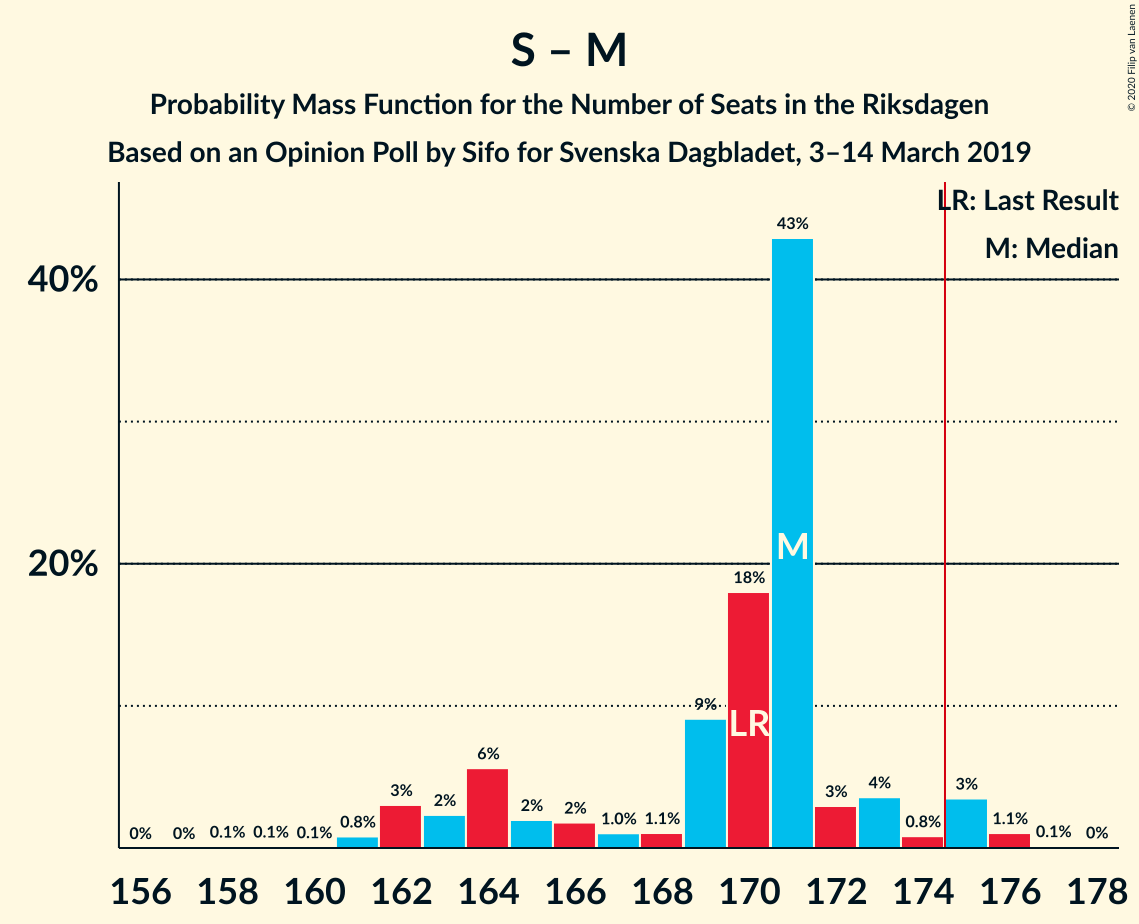 S – M
Probability Mass Function for the Number of Seats in the Riksdagen
Based on an Opinion Poll by Sifo for Svenska Dagbladet, 3–14 March 2019
© 2020 Filip van Laenen
LR: Last Result
M: Median
40%
20%
0% 0% 0.1% 0.1% 0.1% 0.8% 3% 2% 6% 2% 2% 1.0% 1.1% 9% 18% 43% 3% 4% 0.8% 3% 1.1% 0.1% 0%
M
LR
156 158 160 162 164 166 168 170 172 174 176 178